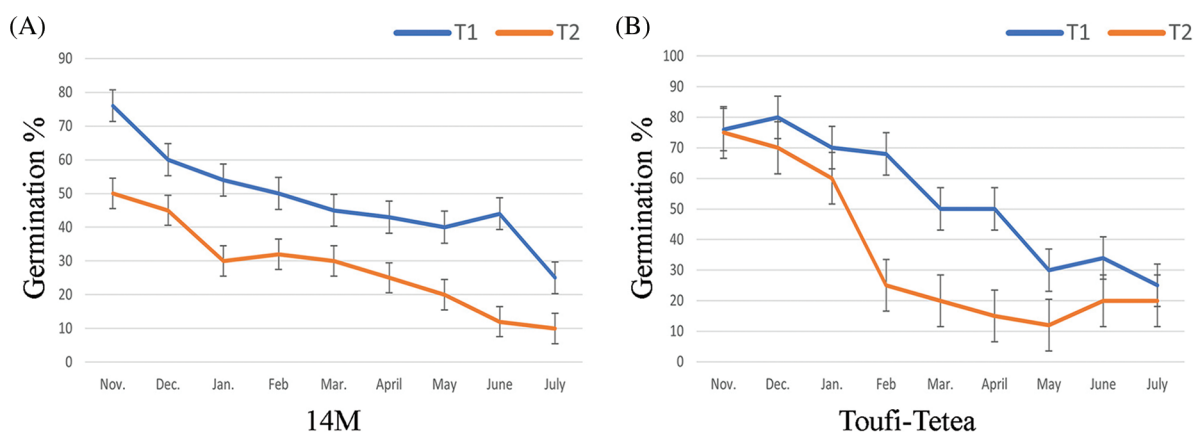 (A)
T1 T2
Germination %
90
80
70
60
50
40
30
20
10
0
Nov. Dec. Jan. Feb Mar. April May June July
14M
(B)
T1 T2
Germination %
100
90
80
70
60
50
40
30
20
10
0
Nov. Dec. Jan. Feb Mar. April May June July
Toufi-Tetea